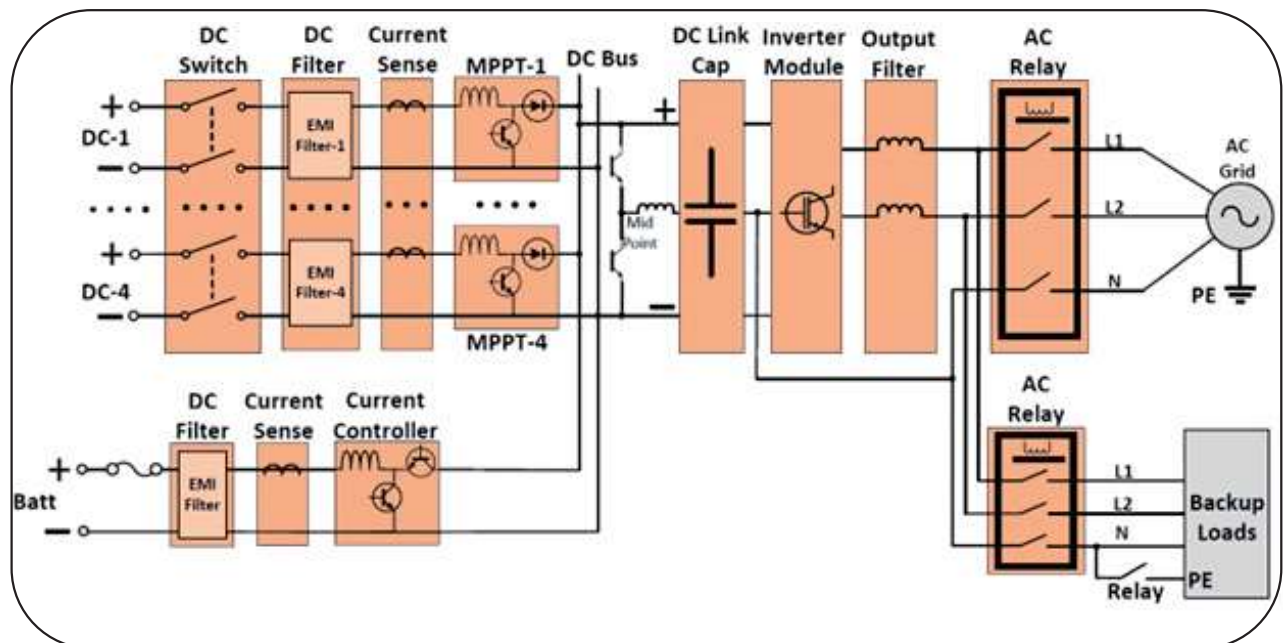 DC
Switch
DC
Filter
Current
Sense
MPPT-1
DC Bus
DC Link
Cap
Inverter
Module
Output
Filter
AC
Relay
+
DC-1
−
EMI
Filter-1
+
L1
AC
Grid
L2
Mid
Point
N
PE
+
DC-4
−
EMI
Filter-4
MPPT-4
−
DC
Filter
Current
Sense
Current
Controller
AC
Relay
+
Batt
−
EMI
Filter
L1
L2
N
Backup
Loads
PE
Relay